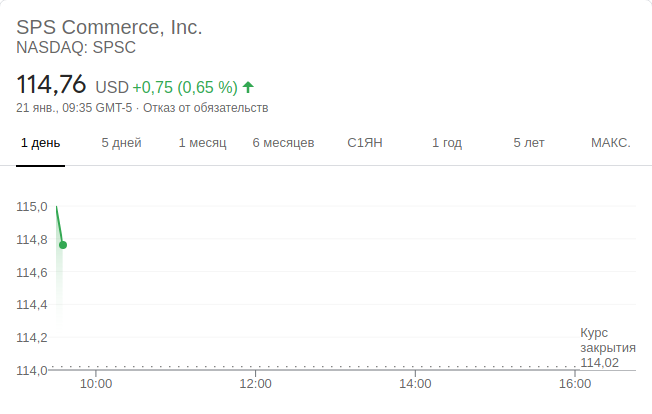 SPS Commerce, Inc.
NASDAQ: SPSC
114,76 USD +0,75 (0,65 %)
21 янв., 09:35 GMT-5 · Отказ от обязательств
1 день 5 дней 1 месяц 6 месяцев С1ЯН 1 год 5 лет МАКС.
115,0
114,8
114,6
114,4
114,2
114,0
Курс
закрытия
114,02
10:00 12:00 14:00 16:00